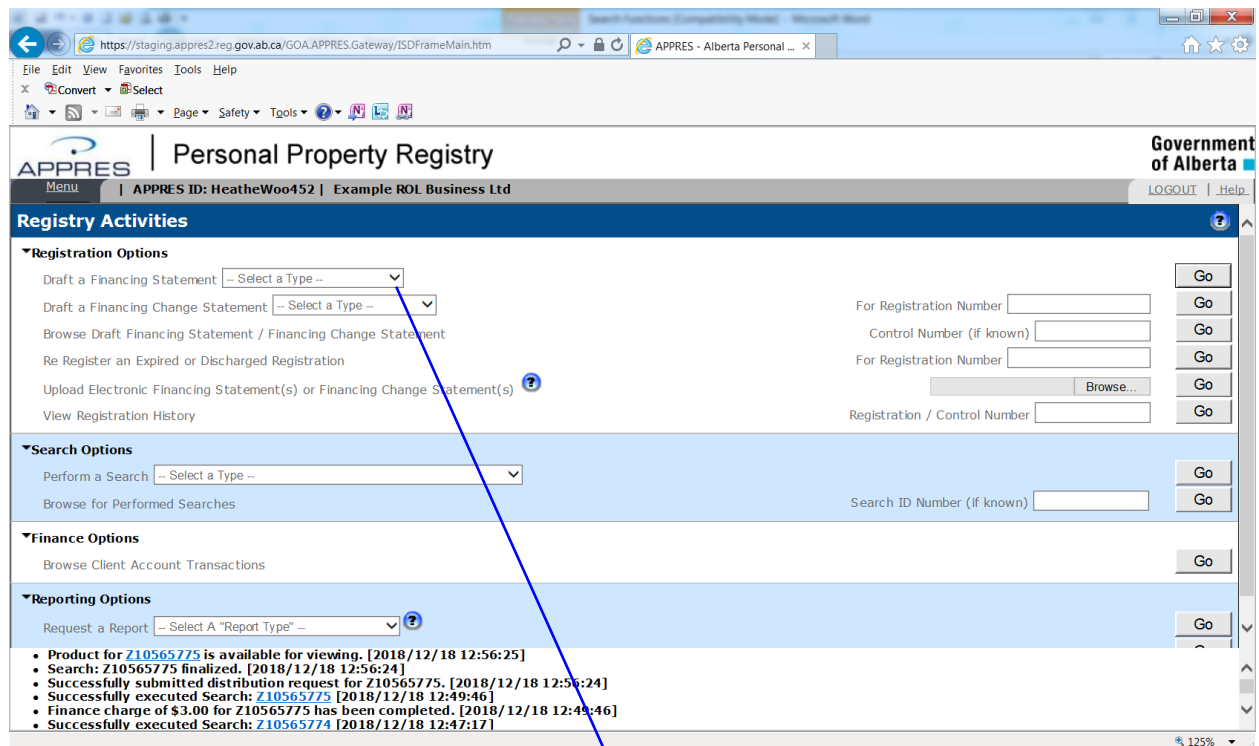 Search Functions [Compatibility Mode] - Microsoft Word
https://staging.appres2.reg.gov.ab.ca/GOA.APPRES.Gateway/ISDFrameMain.htm
APPRES - Alberta Personal ...
File Edit View Favorites Tools Help
x Convert Select
Page Safety Tools
APPRES | Personal Property Registry
Government of Alberta
Menu | APPRES ID: HeatheWoo452 | Example ROL Business Ltd LOGOUT | Help
Registry Activities
Registration Options
Draft a Financing Statement -- Select a Type -- Go
Draft a Financing Change Statement -- Select a Type -- For Registration Number Go
Browse Draft Financing Statement / Financing Change Statement Control Number (if known) Go
Re Register an Expired or Discharged Registration For Registration Number Go
Upload Electronic Financing Statement(s) or Financing Change Statement(s) Browse... Go
View Registration History Registration / Control Number Go
Search Options
Perform a Search -- Select a Type -- Go
Browse for Performed Searches Search ID Number (if known) Go
Finance Options
Browse Client Account Transactions Go
Reporting Options
Request a Report -- Select A "Report Type" -- Go
• Product for Z10565775 is available for viewing. [2018/12/18 12:56:25]
• Search: Z10565775 finalized. [2018/12/18 12:56:24]
• Successfully submitted distribution request for Z10565775. [2018/12/18 12:56:24]
• Successfully executed Search: Z10565775 [2018/12/18 12:49:46]
• Finance charge of $3.00 for Z10565775 has been completed. [2018/12/18 12:49:46]
• Successfully executed Search: Z10565774 [2018/12/18 12:47:17]
125%